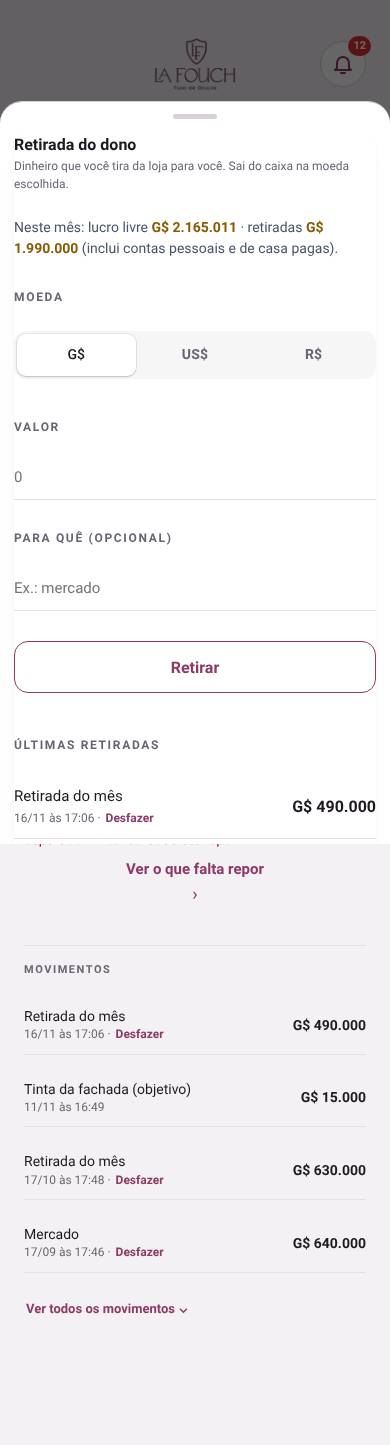 12
LA FOUCH
Retirada do dono
Dinheiro que você tira da loja para você. Sai do caixa na moeda
escolhida.
Neste mês: lucro livre G$ 2.165.011 · retiradas G$
1.990.000 (inclui contas pessoais e de casa pagas).
MOEDA
G$ US$ R$
VALOR
0
PARA QUÊ (OPCIONAL)
Ex.: mercado
Retirar
ÚLTIMAS RETIRADAS
Retirada do mês
G$ 490.000
16/11 às 17:06 · Desfazer
Ver o que falta repor
›
MOVIMENTOS
Retirada do mês
G$ 490.000
16/11 às 17:06 · Desfazer
Tinta da fachada (objetivo)
G$ 15.000
11/11 às 16:49
Retirada do mês
G$ 630.000
17/10 às 17:48 · Desfazer
Mercado
G$ 640.000
17/09 às 17:46 · Desfazer
Ver todos os movimentos